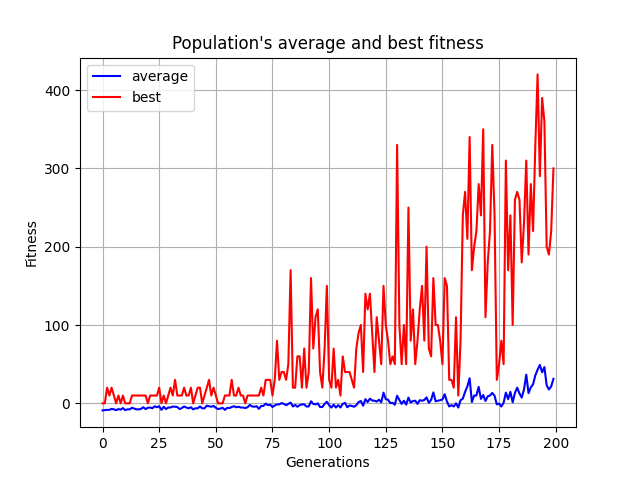 Population's average and best fitness
average
best
400
300
200
100
0
Fitness
0 25 50 75 100 125 150 175 200
Generations